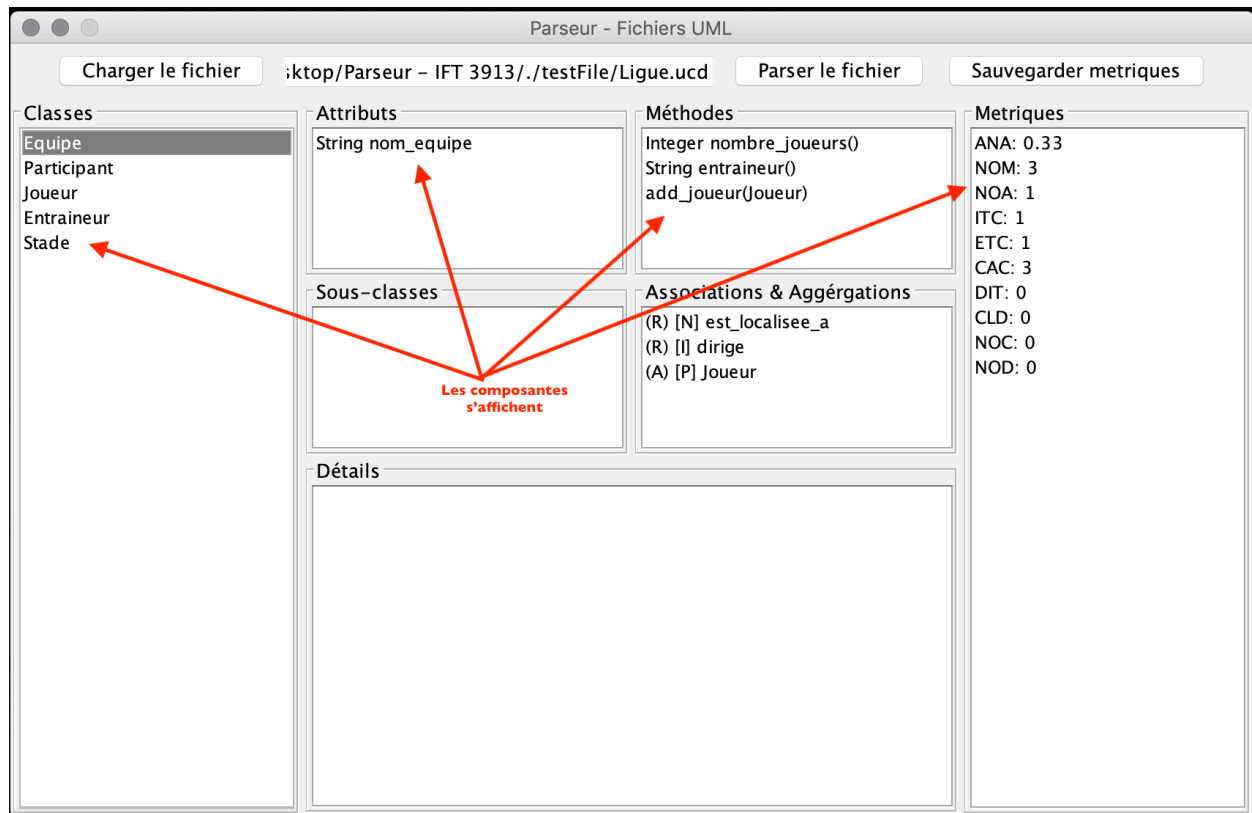 Parseur - Fichiers UML
Charger le fichier
sktop/Parseur - IFT 3913/./testFile/Ligue.ucd
Parser le fichier
Sauvegarder metriques
Classes
Equipe
Participant
Joueur
Entraineur
Stade
Attributs
String nom_equipe
Méthodes
Integer nombre_joueurs()
String entraineur()
add_joueur(Joueur)
Sous-classes
Associations & Aggérgations
(R) [N] est_localisee_a
(R) [I] dirige
(A) [P] Joueur
Les composantes
s'affichent
Détails
Metriques
ANA: 0.33
NOM: 3
NOA: 1
ITC: 1
ETC: 1
CAC: 3
DIT: 0
CLD: 0
NOC: 0
NOD: 0